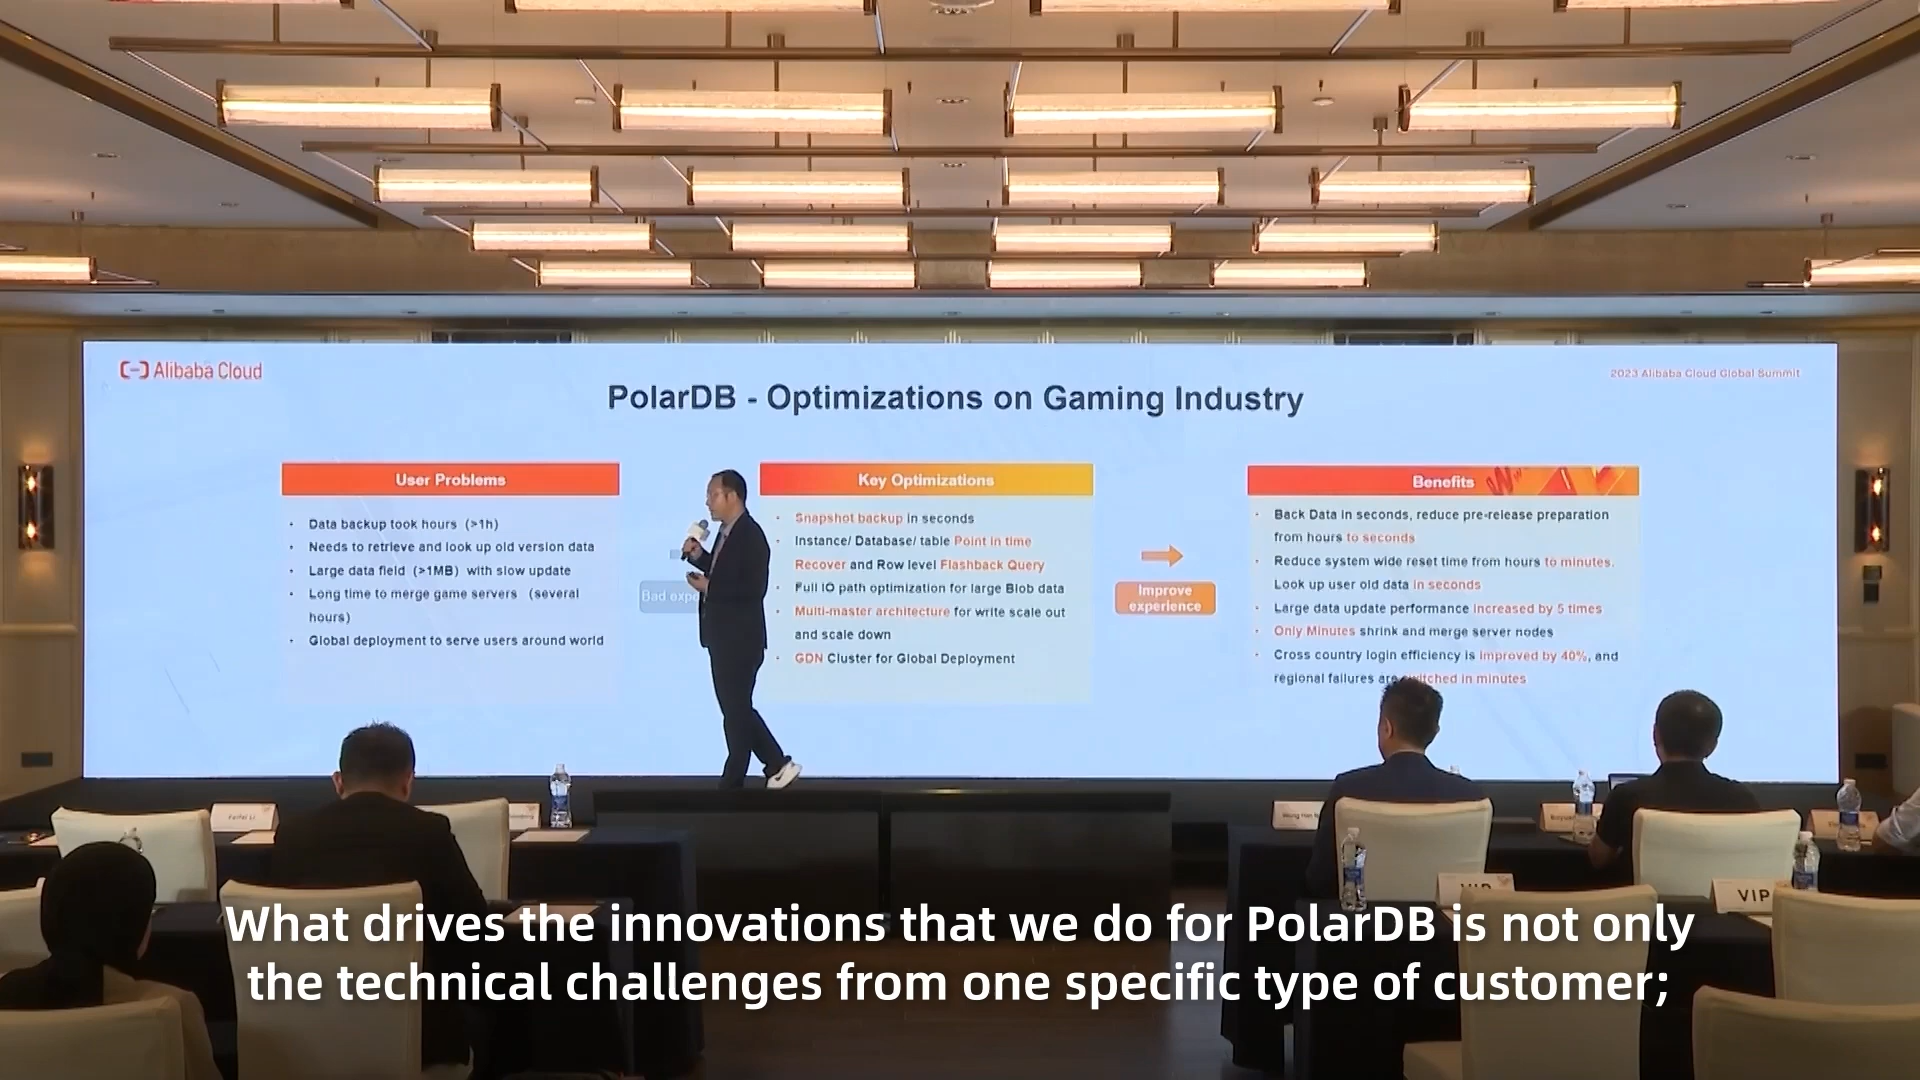 Alibaba Cloud
2023 Alibaba Cloud Global Summit
PolarDB - Optimizations on Gaming Industry
User Problems
· Data backup took hours (>1h)
· Needs to retrieve and look up old version data
· Large data field (>1MB) with slow update
· Long time to merge game servers (several
hours)
· Global deployment to serve users around world
Bad
Key Optimizations
· Snapshot backup in seconds
· Instance/ Database/ table Point in time
Recover and Row level Flashback Query
· Full IO path optimization for large Blob data
· Multi-master architecture for write scale out
and scale down
· GDN Cluster for Global Deployment
Improve
experience
Benefits
· Back Data in seconds, reduce pre-release preparation
from hours to seconds
· Reduce system wide reset time from hours to minutes.
Look up user old data in seconds
· Large data update performance increased by 5 times
· Only Minutes shrink and merge server nodes
· Cross country login efficiency is improved by 40%, and
regional failures are switched in minutes
VIP
VIP
What drives the innovations that we do for PolarDB is not only
the technical challenges from one specific type of customer;